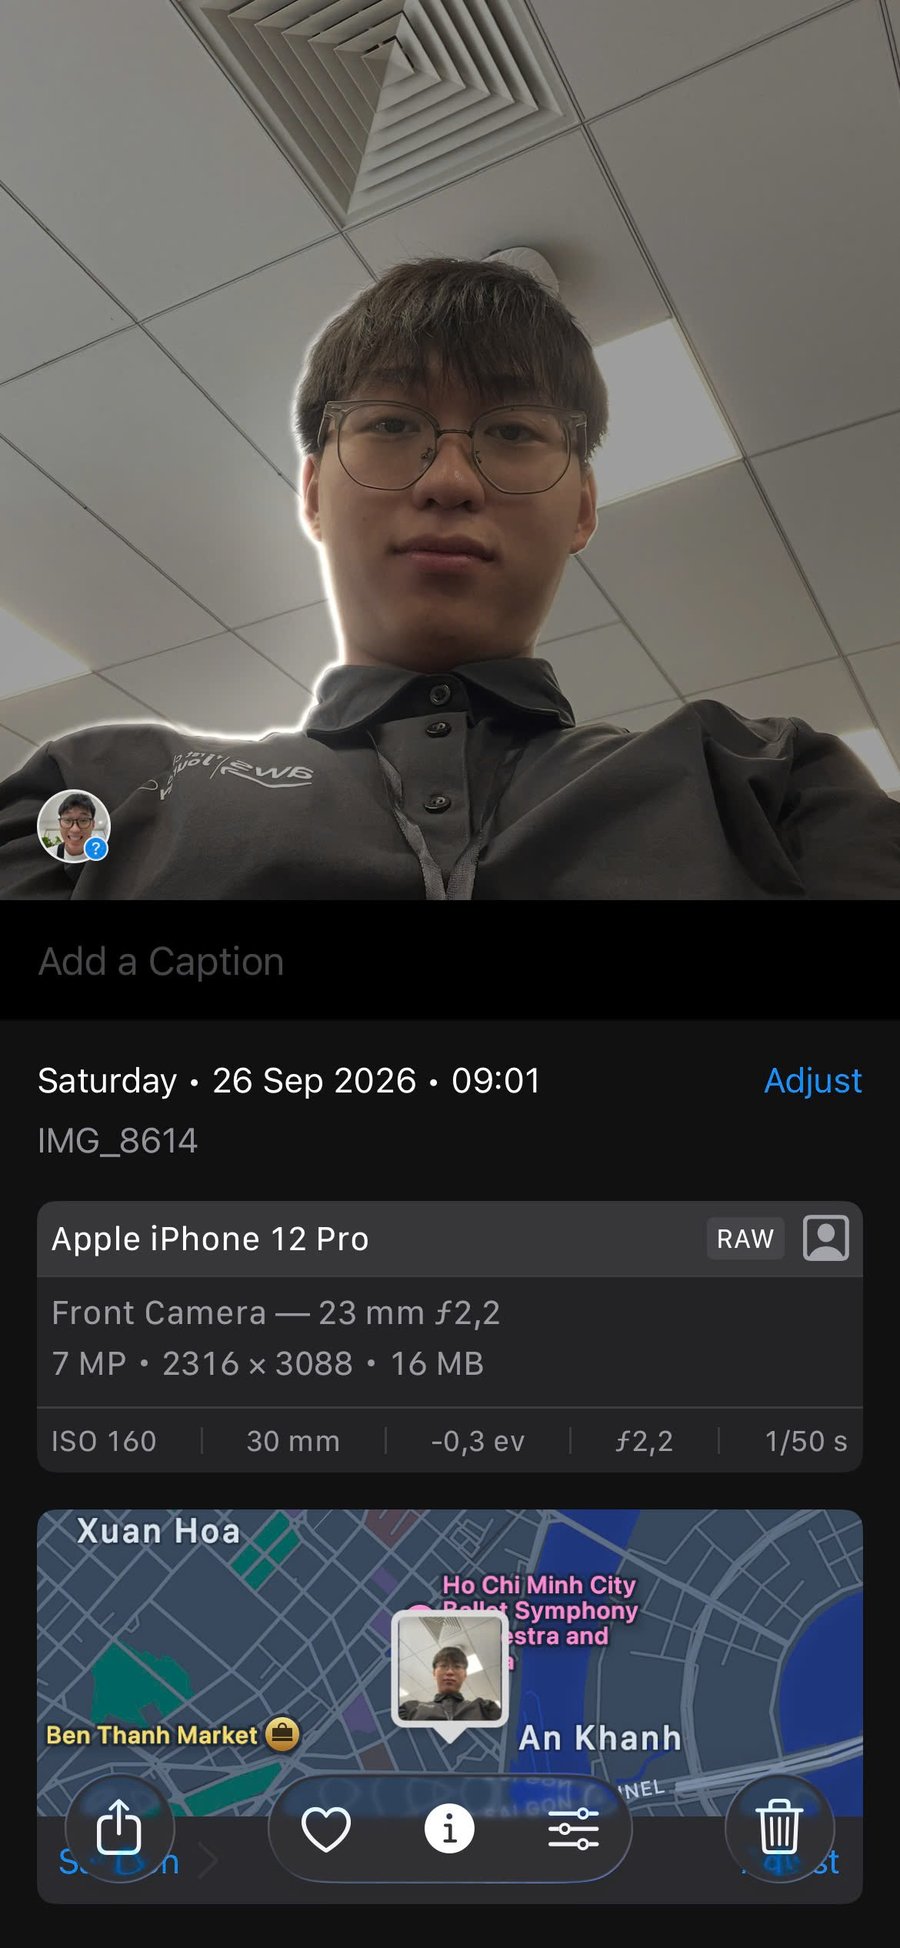 aws
?
Add a Caption
Saturday • 26 Sep 2026 • 09:01
Adjust
IMG_8614
Apple iPhone 12 Pro
RAW
Front Camera — 23 mm ƒ2,2
7 MP • 2316 × 3088 • 16 MB
ISO 160
30 mm
-0,3 ev
ƒ2,2
1/50 s
Xuan Hoa
Ho Chi Minh City
Symphony
and
Ben Thanh Market
An Khanh